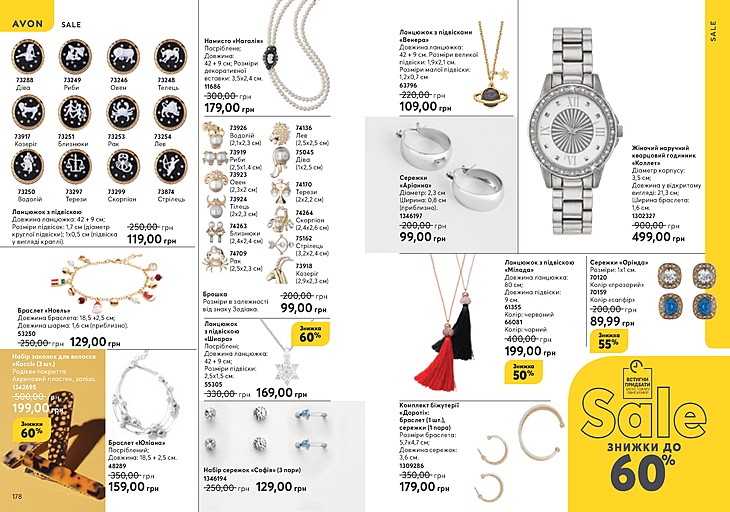 AVON
SALE
73288
Діва
73249
Риби
73246
Овен
73248
Телець
73917
Козеріг
73251
Близнюки
73253
Рак
73254
Лев
73250
Водолій
73297
Терези
73299
Скорпіон
73874
Стрілець
Ланцюжок з підвіскою
Довжина ланцюжка: 42 + 9 см;
Розміри підвісок: 1,7 см (діаметр
круглої підвіски); 1х0,5 см (підвіска
у вигляді краплі).
250,00 грн
119,00 грн
Браслет «Ноель»
Довжина браслета: 18,5 +2,5 см;
Довжина шарма: 1,6 см (приблизно).
53250
250,00 грн
129,00 грн
Набір заколок для волосся
«Кассі» (3 шт.)
Родієве покриття;
Акриловий пластик, залізо.
1342695
500,00 грн
199,00 грн
Знижки
60%
178
Браслет «Юліана»
Посріблений;
Довжина: 18,5 + 2,5 см.
48289
350,00 грн
159,00 грн
Намисто «Наталія»
Посріблене;
Довжина:
42 + 9 см; Розміри
декоративної
вставки: 3,5х2,4 см.
11686
300,00 грн
179,00 грн
73926
Водолій
(2,1х2,3 см)
73919
Риби
(2,5х1,4 см)
73923
Овен
(2,3х2 см)
73924
Тілець
(2х2,3 см)
74263
Близнюки
(2,4х2,4 см)
74709
Рак
(2,5х2,3 см)
74136
Лев
(2,5х2,5 см)
75045
Діва
(1х2,5 см)
74170
Терези
(2х2,2 см)
74264
Скорпіон
(2,4х2,6 см)
75162
Стрілець
(3,2х2,4 см)
73918
Козеріг
(2,9х2,3 см)
Брошка
Розміри в залежності
від знаку Зодіака.
200,00 грн
99,00 грн
Ланцюжок
з підвіскою
«Шиара»
Посріблені;
Довжина ланцюжка:
42 + 9 см;
Розміри підвіски:
2,5х1,5 см.
55305
330,00 грн
169,00 грн
Знижка
60%
Набір сережок «Софія» (3 пари)
1346194
250,00 грн
129,00 грн
Ланцюжок з підвісками
«Венера»
Довжина ланцюжка:
42 + 9 см. Розміри великої
підвіски: 1,9х2,1 см.
Розміри малої підвіски:
1,2х0,7 см
63796
220,00 грн
109,00 грн
Сережки
«Аріанна»
Діаметр: 2,3 см
Ширина: 0,8 см
(приблизно).
1346197
200,00 грн
99,00 грн
SALE
Жіночий наручний
кварцовий годинник
«Коллет»
Діаметр корпусу:
3,5 см;
Довжина у відкритому
вигляді: 21,3 см;
Ширина браслета:
1,6 см.
1302327
900,00 грн
499,00 грн
Ланцюжок з підвіскою
«Мілада»
Довжина ланцюжка:
80 см;
Довжина підвіски:
9 см.
61355
Колір: червоний
66081
Колір: чорний
400,00 грн
199,00 грн
Знижка
50%
Сережки «Орінда»
Розміри: 1х1 см.
70120
Колір «прозорий»
70159
Колір «сапфір»
200,00 грн
89,99 грн
Знижка
55%
Комплект біжутерії
«Дораті»:
браслет (1 шт.),
сережки (1 пара)
Розміри браслета:
5,7х4,7 см;
Довжина сережок:
3,6 см.
1309286
350,00 грн
179,00 грн
ВСТИГНИ
ПРИДБАТИ
Sale
ЗНИЖКИ ДО
60%